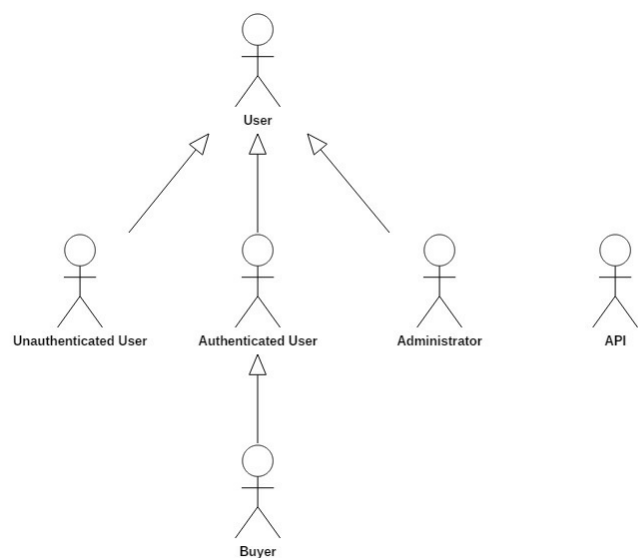 User
Unauthenticated User
Authenticated User
Administrator
API
Buyer